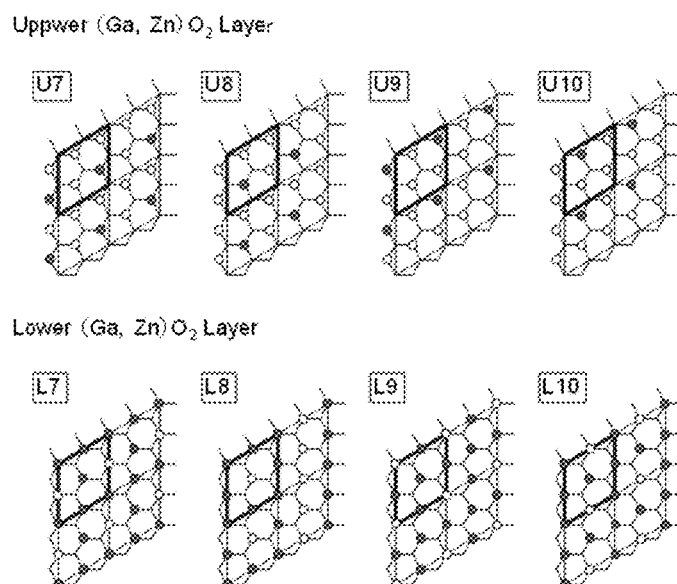 Uppwer (Ga, Zn) O₂ Layer
U7 U8 U9 U10
Lower (Ga, Zn) O₂ Layer
L7 L8 L9 L10